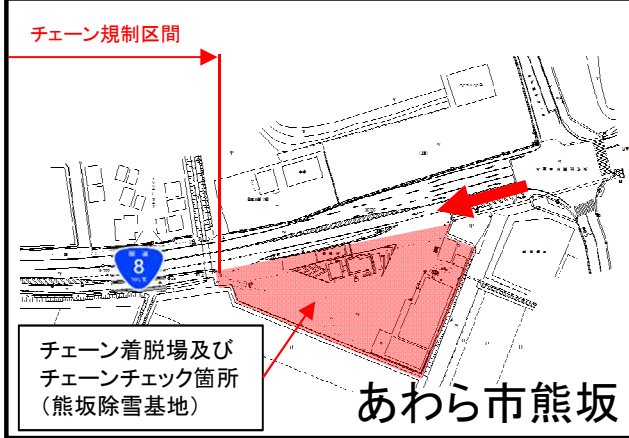 チェーン規制区間
国道
8
チェーン着脱場及び
チェーンチェック箇所
（熊坂除雪基地）
あわら市熊坂